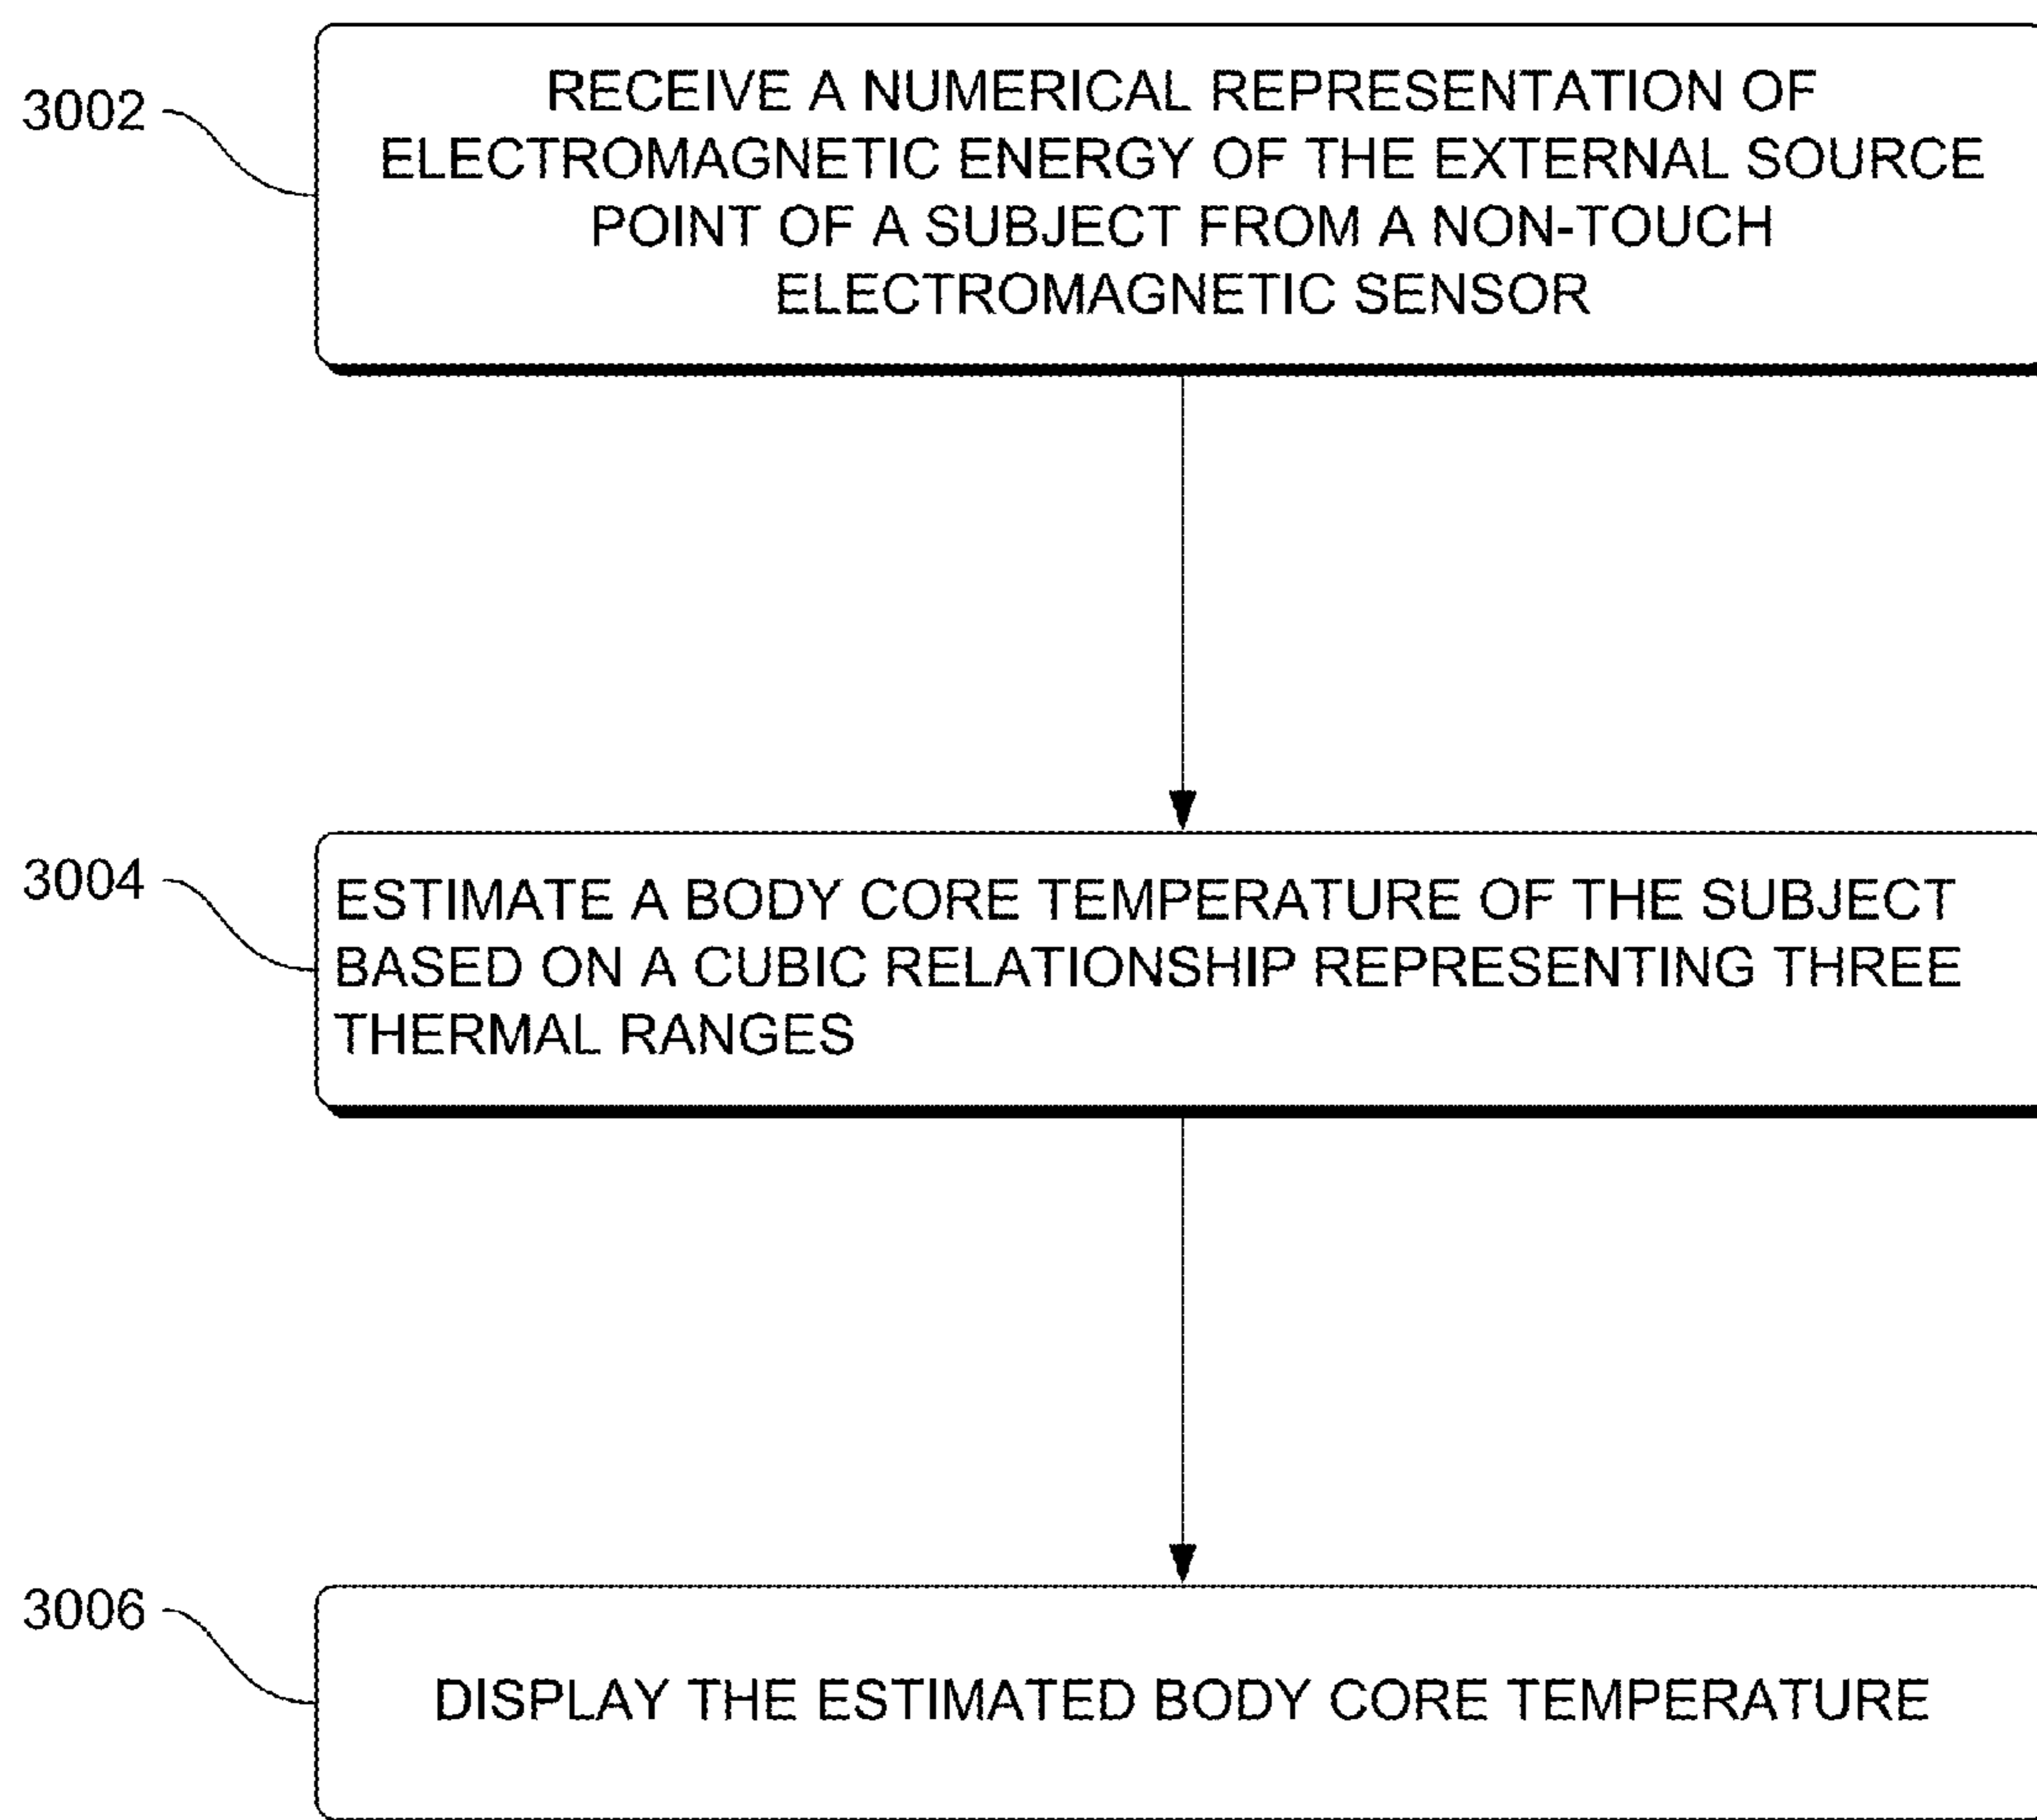 3002
RECEIVE A NUMERICAL REPRESENTATION OF
ELECTROMAGNETIC ENERGY OF THE EXTERNAL SOURCE
POINT OF A SUBJECT FROM A NON-TOUCH
ELECTROMAGNETIC SENSOR
3004
ESTIMATE A BODY CORE TEMPERATURE OF THE SUBJECT
BASED ON A CUBIC RELATIONSHIP REPRESENTING THREE
THERMAL RANGES
3006
DISPLAY THE ESTIMATED BODY CORE TEMPERATURE